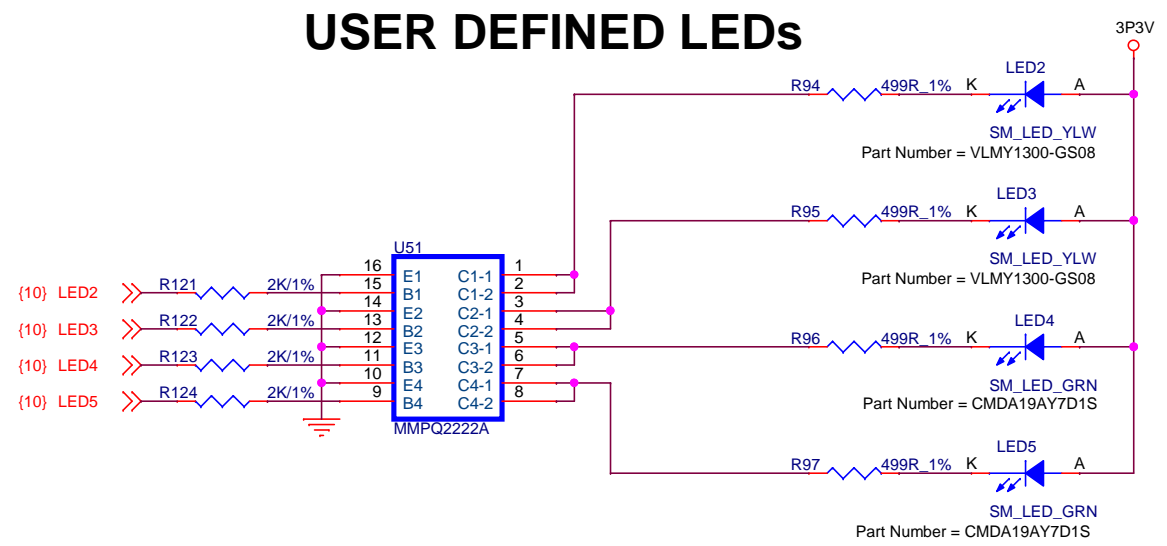 USER DEFINED LEDs
3P3V
LED2
R94 499R_1% K A
SM_LED_YLW
Part Number = VLMY1300-GS08
LED3
R95 499R_1% K A
SM_LED_YLW
Part Number = VLMY1300-GS08
U51
16 E1 C1-1 1
{10} LED2 R121 2K/1% 15 B1 C1-2 2
14 E2 C2-1 3
{10} LED3 R122 2K/1% 13 B2 C2-2 4
12 E3 C3-1 5
{10} LED4 R123 2K/1% 11 B3 C3-2 6
10 E4 C4-1 7
{10} LED5 R124 2K/1% 9 B4 C4-2 8
MMPQ2222A
LED4
R96 499R_1% K A
SM_LED_GRN
Part Number = CMDA19AY7D1S
LED5
R97 499R_1% K A
SM_LED_GRN
Part Number = CMDA19AY7D1S